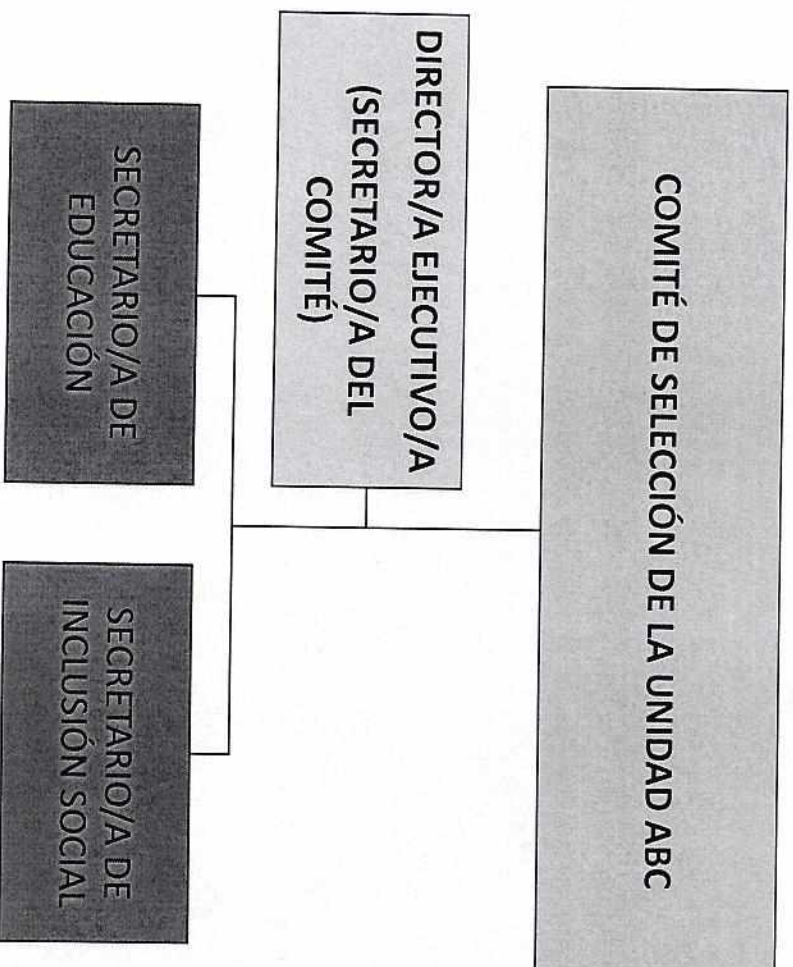 COMITÉ DE SELECCIÓN DE LA UNIDAD ABC
DIRECTOR/A EJECUTIVO/A
(SECRETARIO/A DEL
COMITÉ)
SECRETARIO/A DE
EDUCACIÓN
SECRETARIO/A DE
INCLUSIÓN SOCIAL